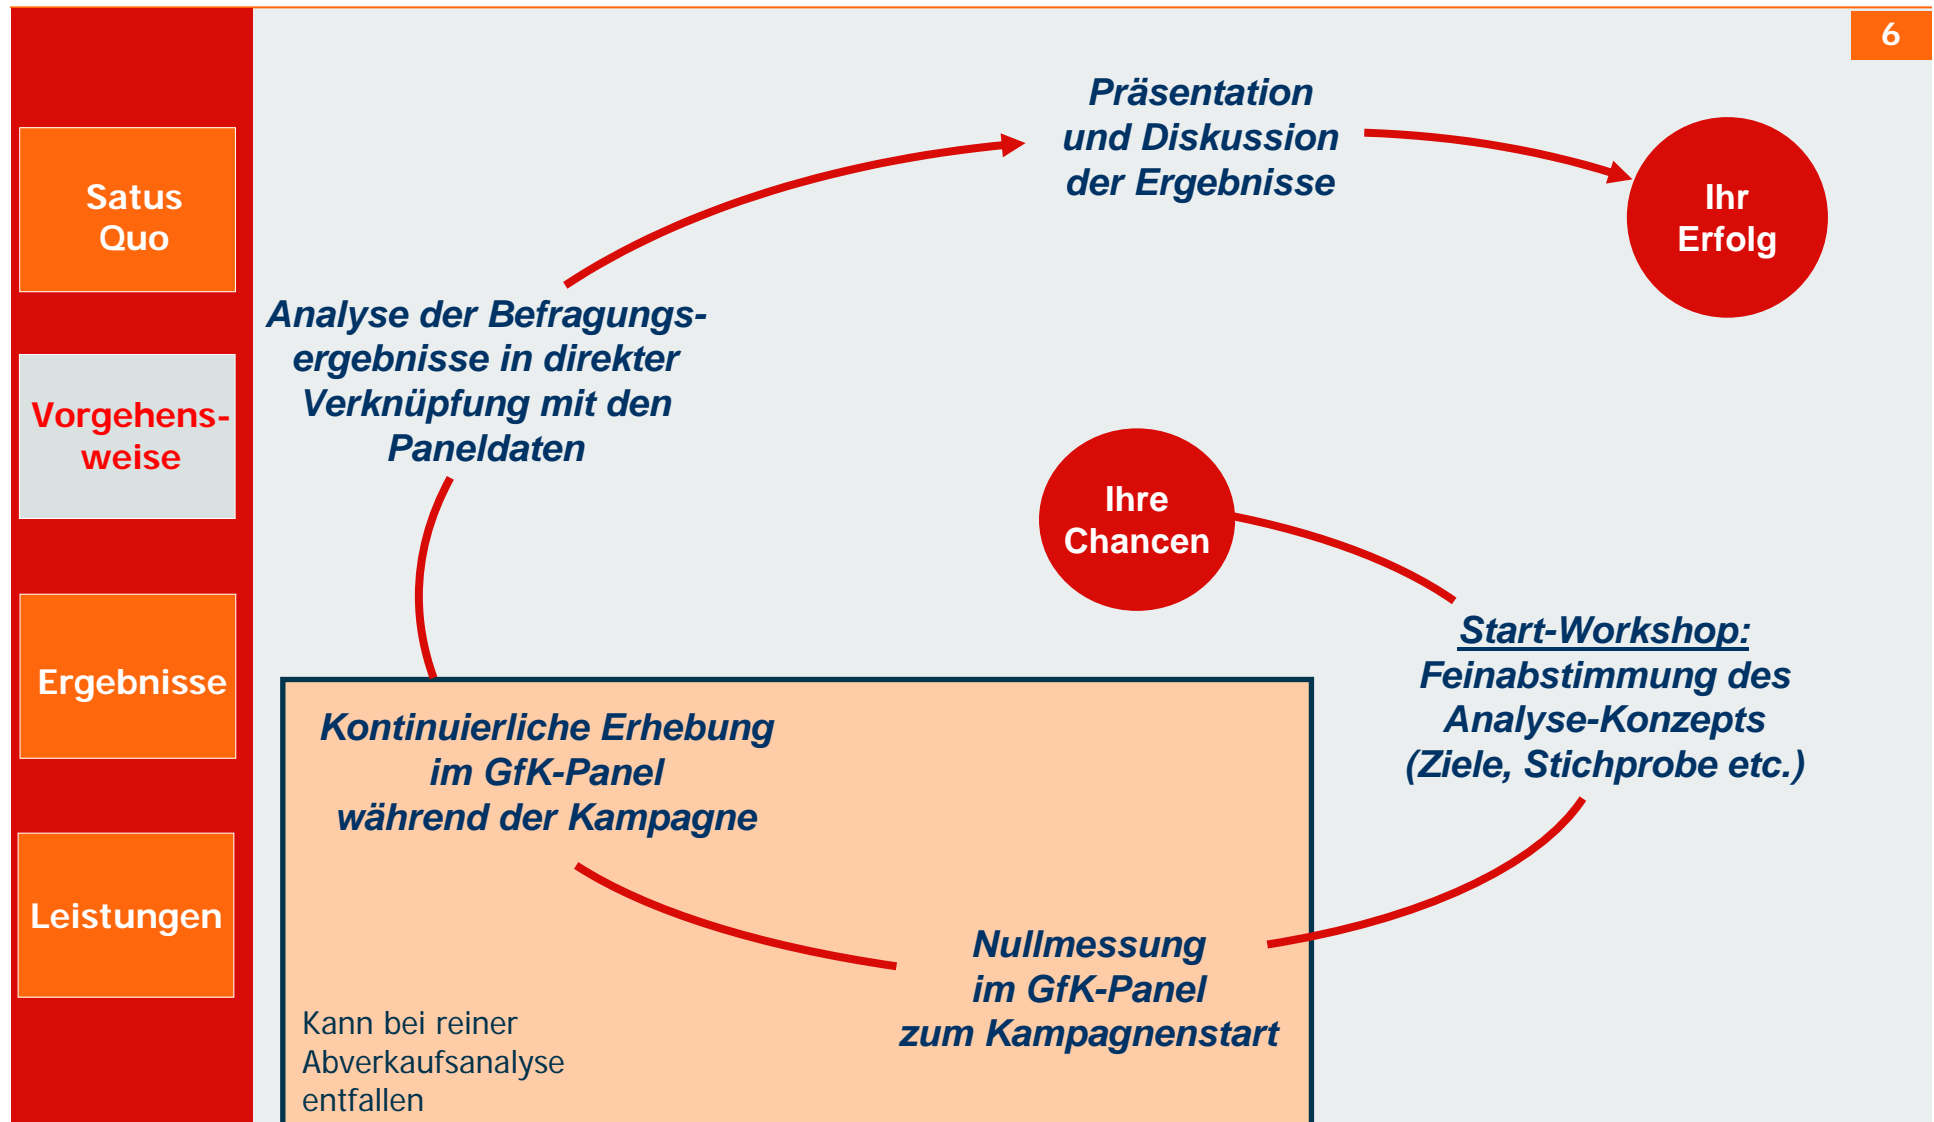 6
Satus
Quo
Vorgehens-
weise
Ergebnisse
Leistungen
Präsentation
und Diskussion
der Ergebnisse
Ihr
Erfolg
Analyse der Befragungs-
ergebnisse in direkter
Verknüpfung mit den
Paneldaten
Ihre
Chancen
Start-Workshop:
Feinabstimmung des
Analyse-Konzepts
(Ziele, Stichprobe etc.)
Kontinuierliche Erhebung
im GfK-Panel
während der Kampagne
Nullmessung
im GfK-Panel
zum Kampagnenstart
Kann bei reiner
Abverkaufsanalyse
entfallen